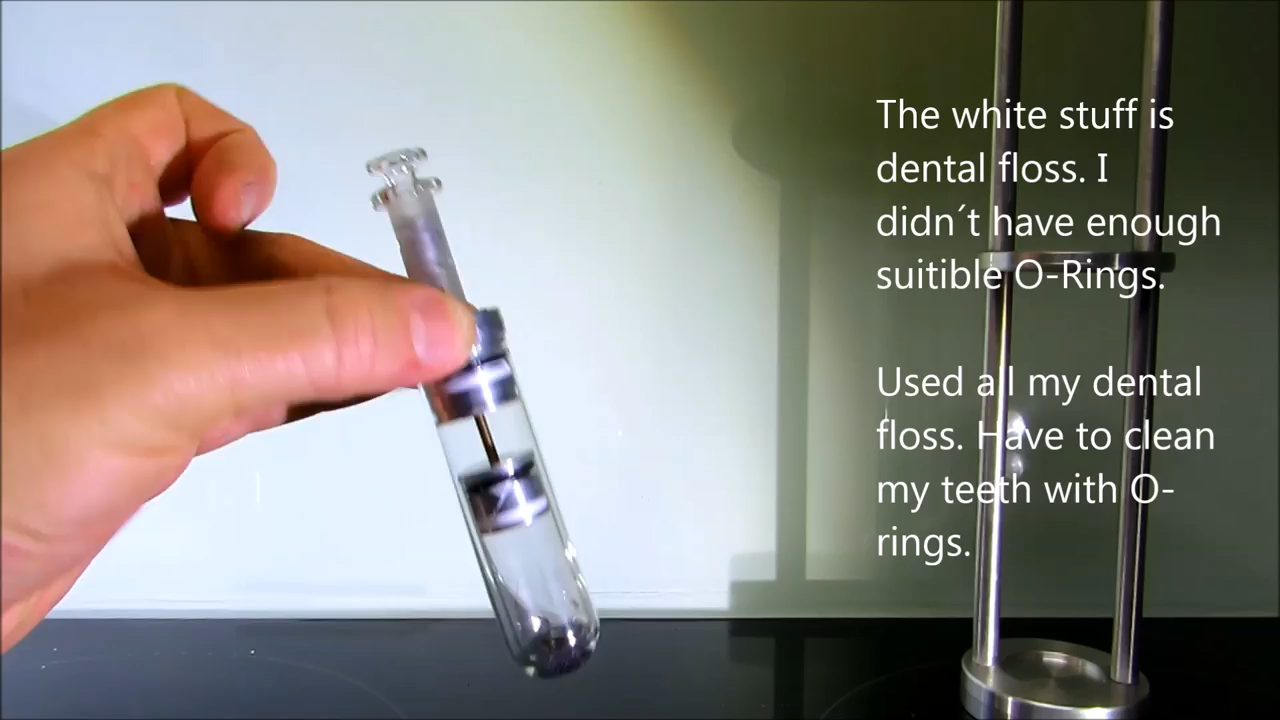 The white stuff is
dental floss. I
didn´t have enough
suitible O-Rings.
Used all my dental
floss. Have to clean
my teeth with O-
rings.